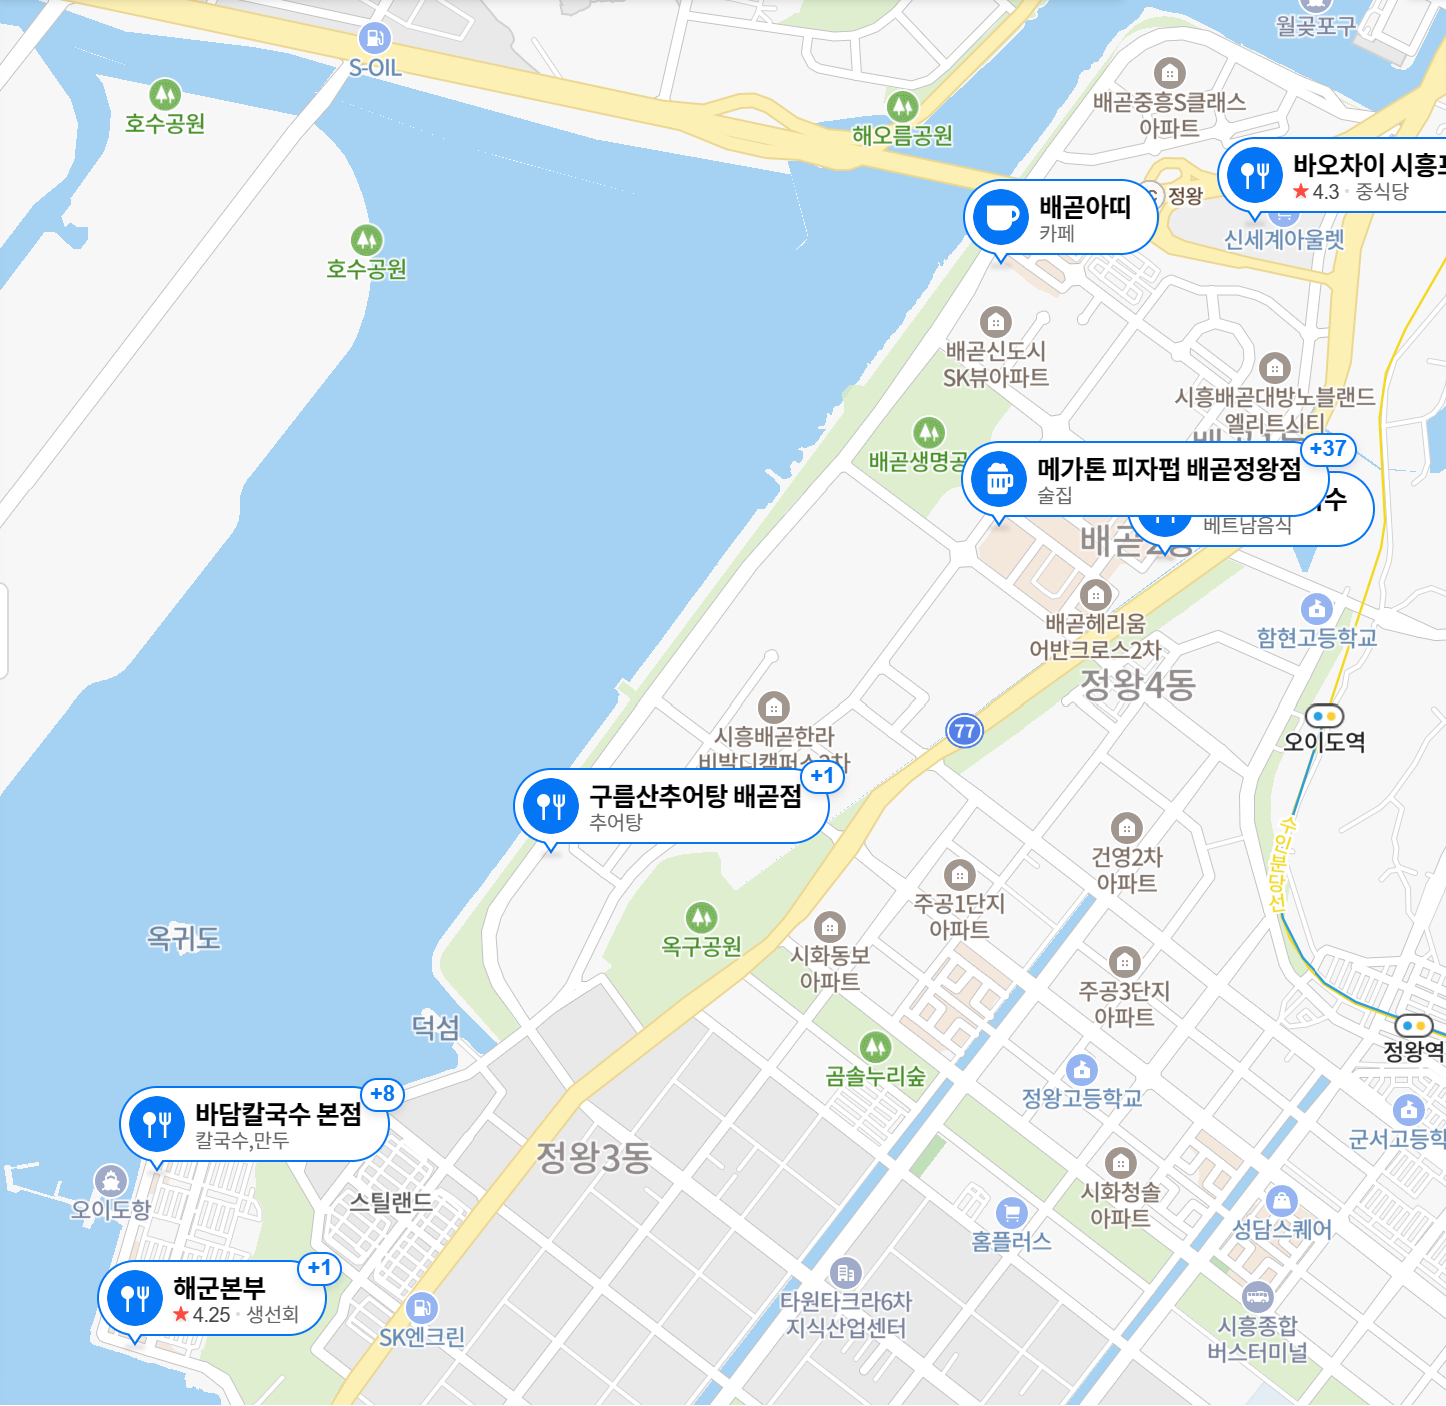 월곶포구
S-OIL
호수공원
해오름공원
배곧중흥S클래스
아파트
바오차이 시흥
4.3 · 중식당
배곧아띠
카페
정왕
신세계아울렛
호수공원
배곧신도시
SK뷰아파트
시흥배곧대방노블랜드
엘리트시티
배곧생명공
+37
메가톤 피자펍 배곧정왕점
술집
수
베트남음식
배곧2동
배곧헤리움
어반크로스2차
함현고등학교
정왕4동
오이도역
77
시흥배곧한라
비발디캠퍼스
+1
구름산추어탕 배곧점
추어탕
수인분당선
건영2차
아파트
주공1단지
아파트
옥구공원
시화동보
아파트
옥귀도
주공3단지
아파트
덕섬
정왕역
곰솔누리숲
정왕고등학교
+8
바담칼국수 본점
칼국수,만두
군서고등학
정왕3동
오이도항
스틸랜드
시화청솔
아파트
홈플러스
성담스퀘어
+1
해군본부
4.25 · 생선회
타원타크라6차
지식산업센터
SK엔크린
시흥종합
버스터미널